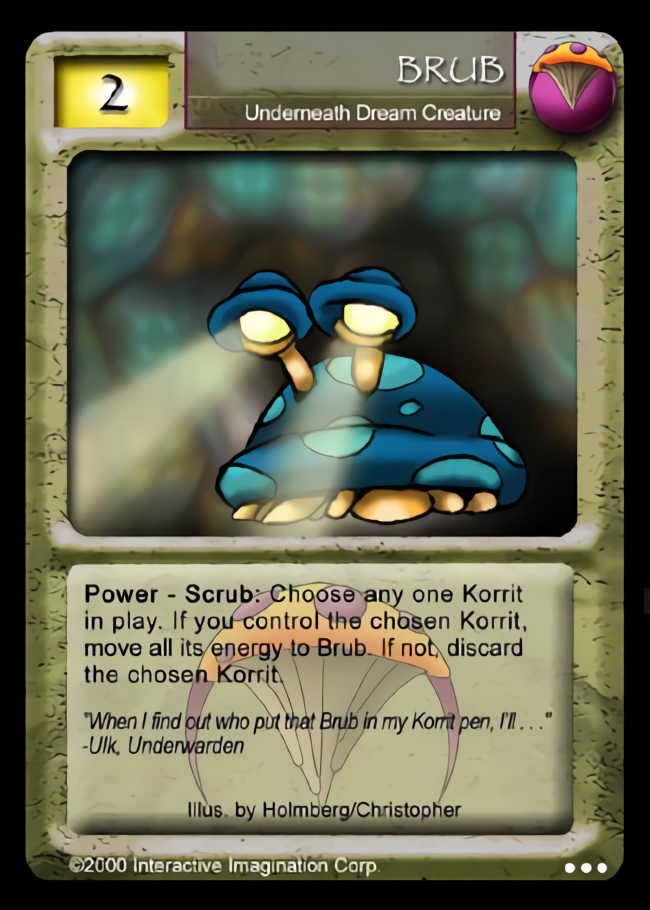 2
BRUB
Underneath Dream Creature
Power - Scrub: Choose any one Korrit
in play. If you control the chosen Korrit,
move all its energy to Brub. If not, discard
the chosen Korrit.
"When I find out who put that Brub in my Korrit pen, I'll . . ."
-Ulk, Underwarden
Illus. by Holmberg/Christopher
©2000 Interactive Imagination Corp.